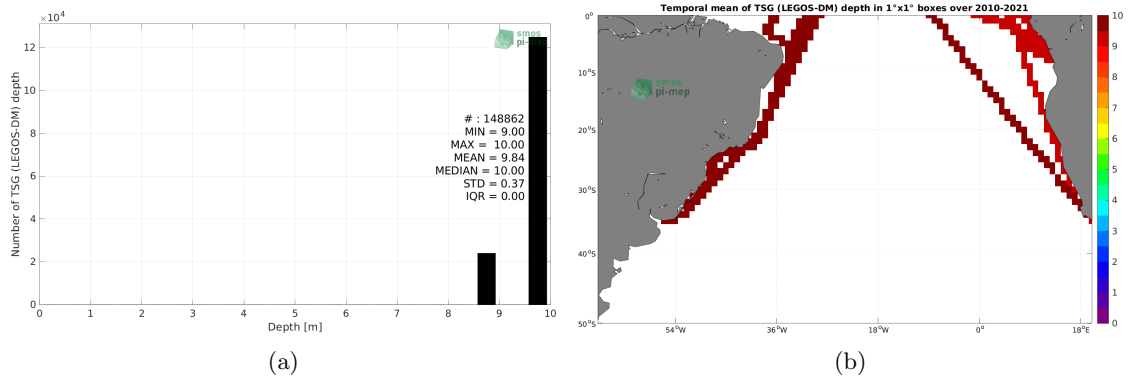 ×10⁴
12
10
8
6
4
2
0
Number of TSG (LEGOS-DM) depth
smos
pi-mep
# : 148862
MIN = 9.00
MAX = 10.00
MEAN = 9.84
MEDIAN = 10.00
STD = 0.37
IQR = 0.00
0 1 2 3 4 5 6 7 8 9 10
Depth [m]
(a)
Temporal mean of TSG (LEGOS-DM) depth in 1°x1° boxes over 2010-2021
0°
10°S
20°S
30°S
40°S
50°S
smos
pi-mep
54°W 36°W 18°W 0° 18°E
10
9
8
7
6
5
4
3
2
1
0
(b)